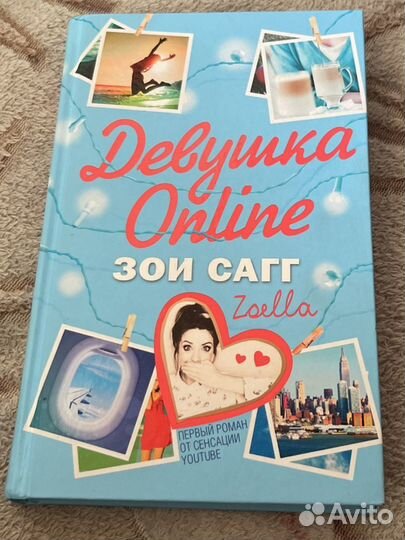 Девушка
Online
ЗОИ САГГ
Zoella
ПЕРВЫЙ РОМАН
ОТ СЕНСАЦИИ
YOUTUBE
Avito